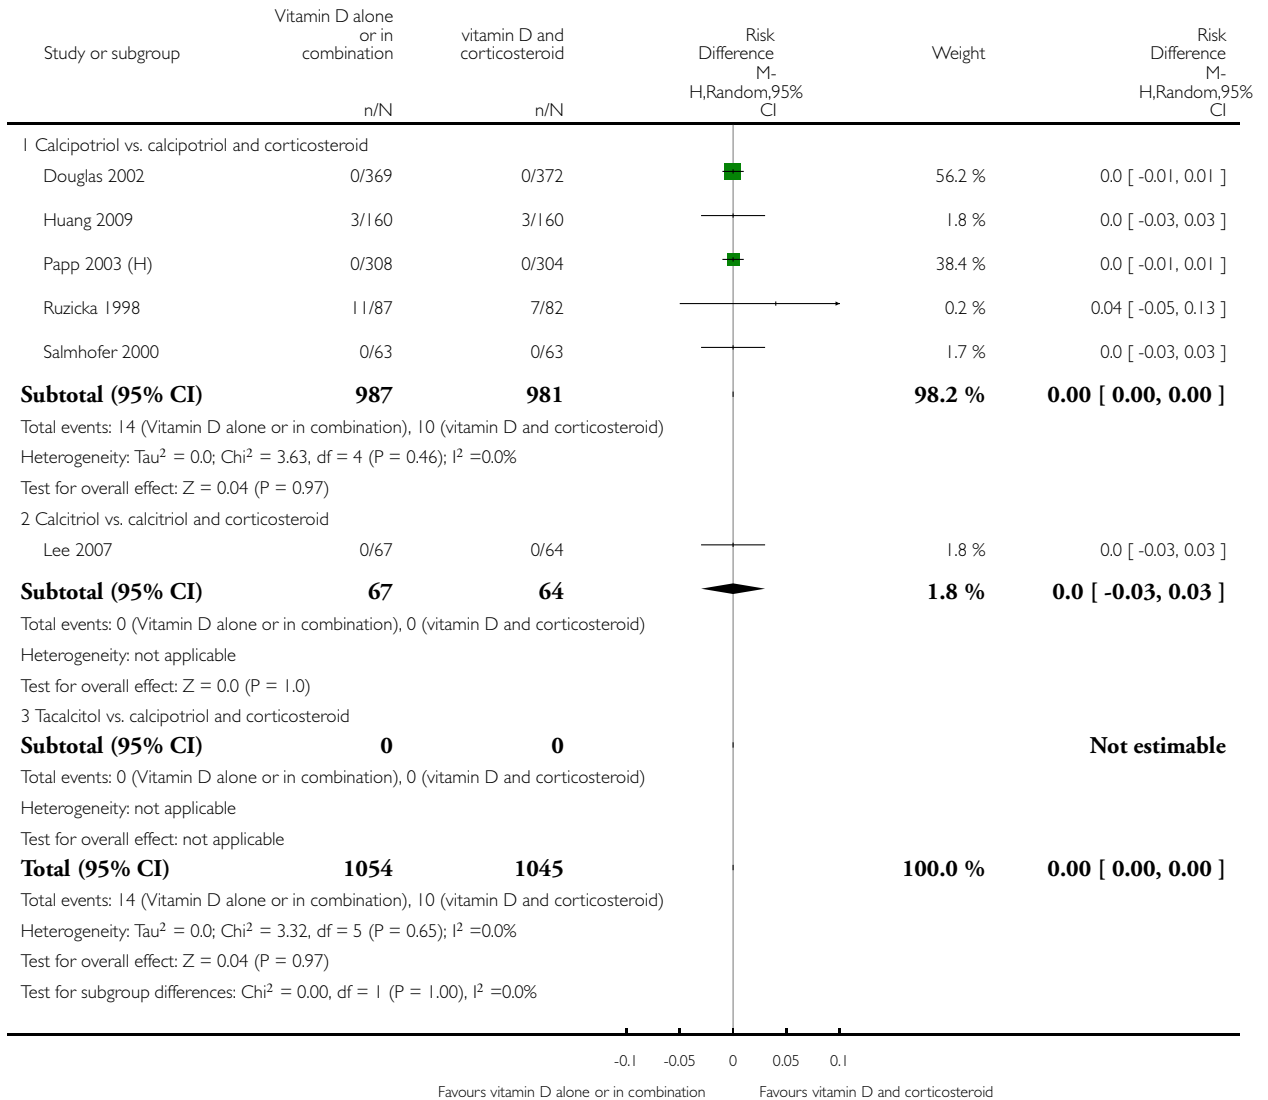 Study or subgroup
Vitamin D alone
or in
combination
vitamin D and
corticosteroid
Risk
Difference
Weight
Risk
Difference
n/N
n/N
M-
H,Random,95%
CI
M-
H,Random,95%
CI
1 Calcipotriol vs. calcipotriol and corticosteroid
Douglas 2002 0/369 0/372 56.2 % 0.0 [ -0.01, 0.01 ]
Huang 2009 3/160 3/160 1.8 % 0.0 [ -0.03, 0.03 ]
Papp 2003 (H) 0/308 0/304 38.4 % 0.0 [ -0.01, 0.01 ]
Ruzicka 1998 11/87 7/82 0.2 % 0.04 [ -0.05, 0.13 ]
Salmhofer 2000 0/63 0/63 1.7 % 0.0 [ -0.03, 0.03 ]
Subtotal (95% CI) 987 981 98.2 % 0.00 [ 0.00, 0.00 ]
Total events: 14 (Vitamin D alone or in combination), 10 (vitamin D and corticosteroid)
Heterogeneity: Tau² = 0.0; Chi² = 3.63, df = 4 (P = 0.46); I² =0.0%
Test for overall effect: Z = 0.04 (P = 0.97)
2 Calcitriol vs. calcitriol and corticosteroid
Lee 2007 0/67 0/64 1.8 % 0.0 [ -0.03, 0.03 ]
Subtotal (95% CI) 67 64 1.8 % 0.0 [ -0.03, 0.03 ]
Total events: 0 (Vitamin D alone or in combination), 0 (vitamin D and corticosteroid)
Heterogeneity: not applicable
Test for overall effect: Z = 0.0 (P = 1.0)
3 Tacalcitol vs. calcipotriol and corticosteroid
Subtotal (95% CI) 0 0 Not estimable
Total events: 0 (Vitamin D alone or in combination), 0 (vitamin D and corticosteroid)
Heterogeneity: not applicable
Test for overall effect: not applicable
Total (95% CI) 1054 1045 100.0 % 0.00 [ 0.00, 0.00 ]
Total events: 14 (Vitamin D alone or in combination), 10 (vitamin D and corticosteroid)
Heterogeneity: Tau² = 0.0; Chi² = 3.32, df = 5 (P = 0.65); I² =0.0%
Test for overall effect: Z = 0.04 (P = 0.97)
Test for subgroup differences: Chi² = 0.00, df = 1 (P = 1.00), I² =0.0%
-0.1 -0.05 0 0.05 0.1
Favours vitamin D alone or in combination Favours vitamin D and corticosteroid